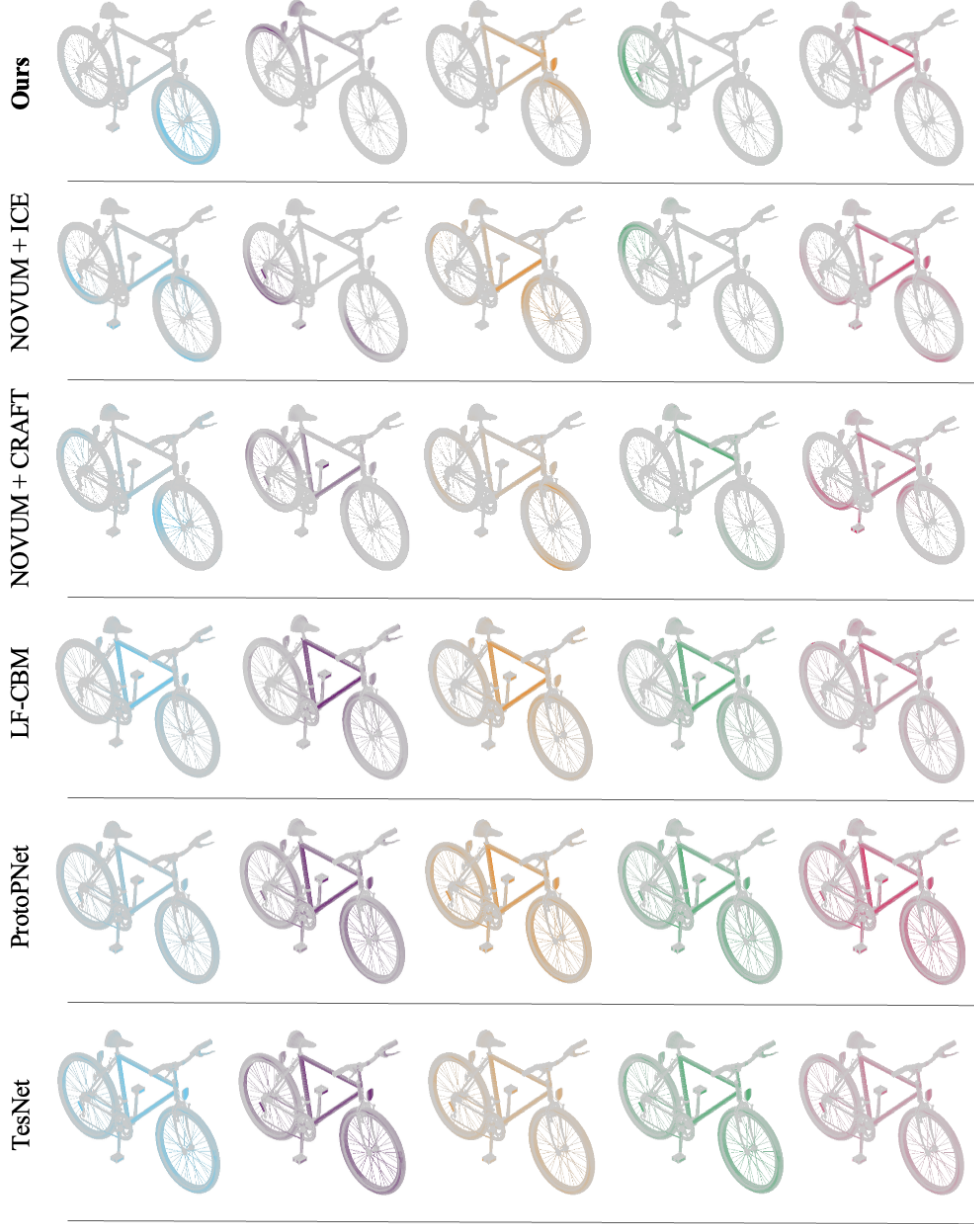 Ours
NOVUM + ICE
NOVUM + CRAFT
LF-CBM
ProtoPNet
TesNet